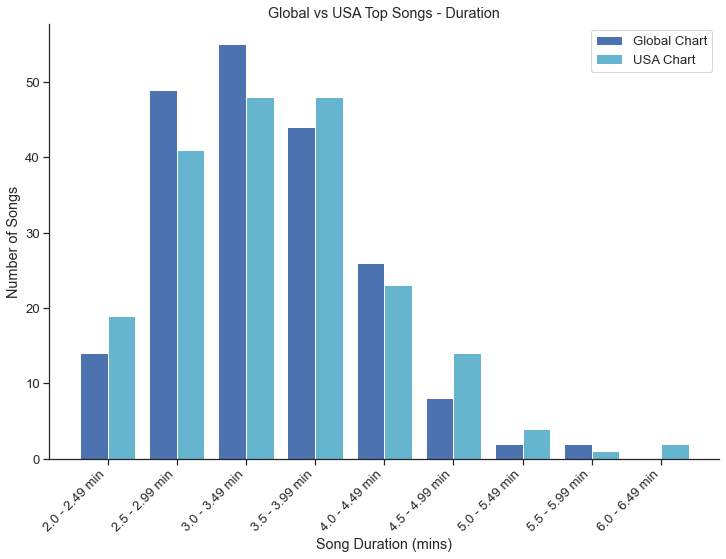 Global vs USA Top Songs - Duration
Global Chart
USA Chart
Number of Songs
50
40
30
20
10
0
2.0 - 2.49 min
2.5 - 2.99 min
3.0 - 3.49 min
3.5 - 3.99 min
4.0 - 4.49 min
4.5 - 4.99 min
5.0 - 5.49 min
5.5 - 5.99 min
6.0 - 6.49 min
Song Duration (mins)